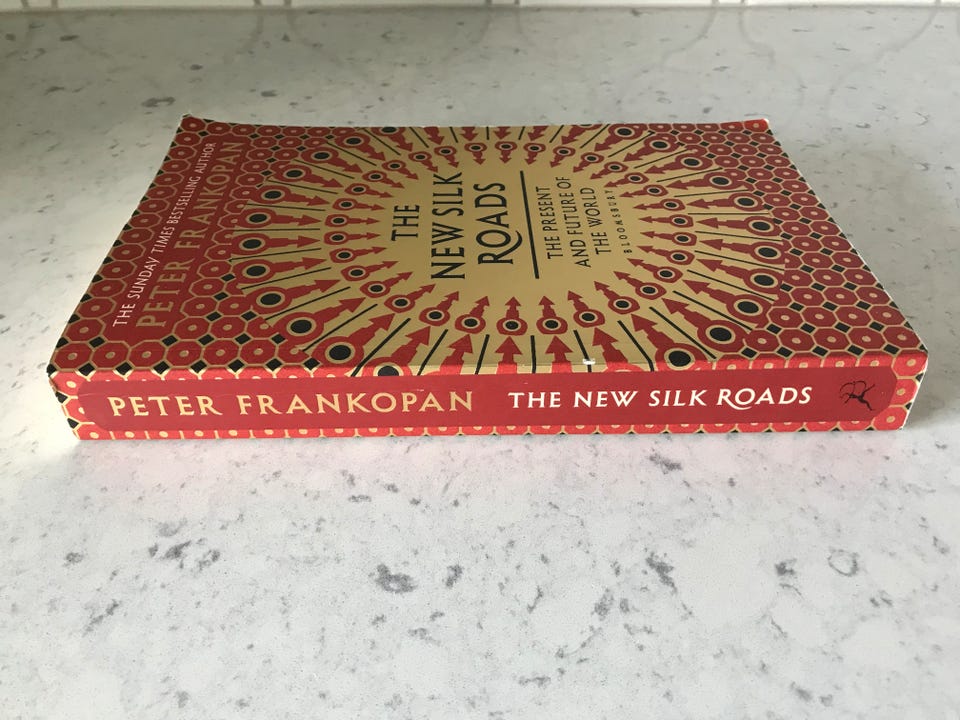 THE SUNDAY TIMES BESTSELLING AUTHOR
PETER FRANKOPAN
THE
NEW SILK
ROADS
THE PRESENT
AND FUTURE OF
THE WORLD
BLOOMSBURY
PETER FRANKOPAN THE NEW SILK ROADS